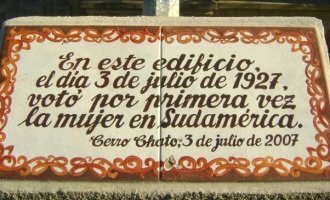 En este edificio,
el día 3 de julio de 1927,
votó por primera vez
la mujer en Sudamérica.
Cerro Chato, 3 de julio de 2007